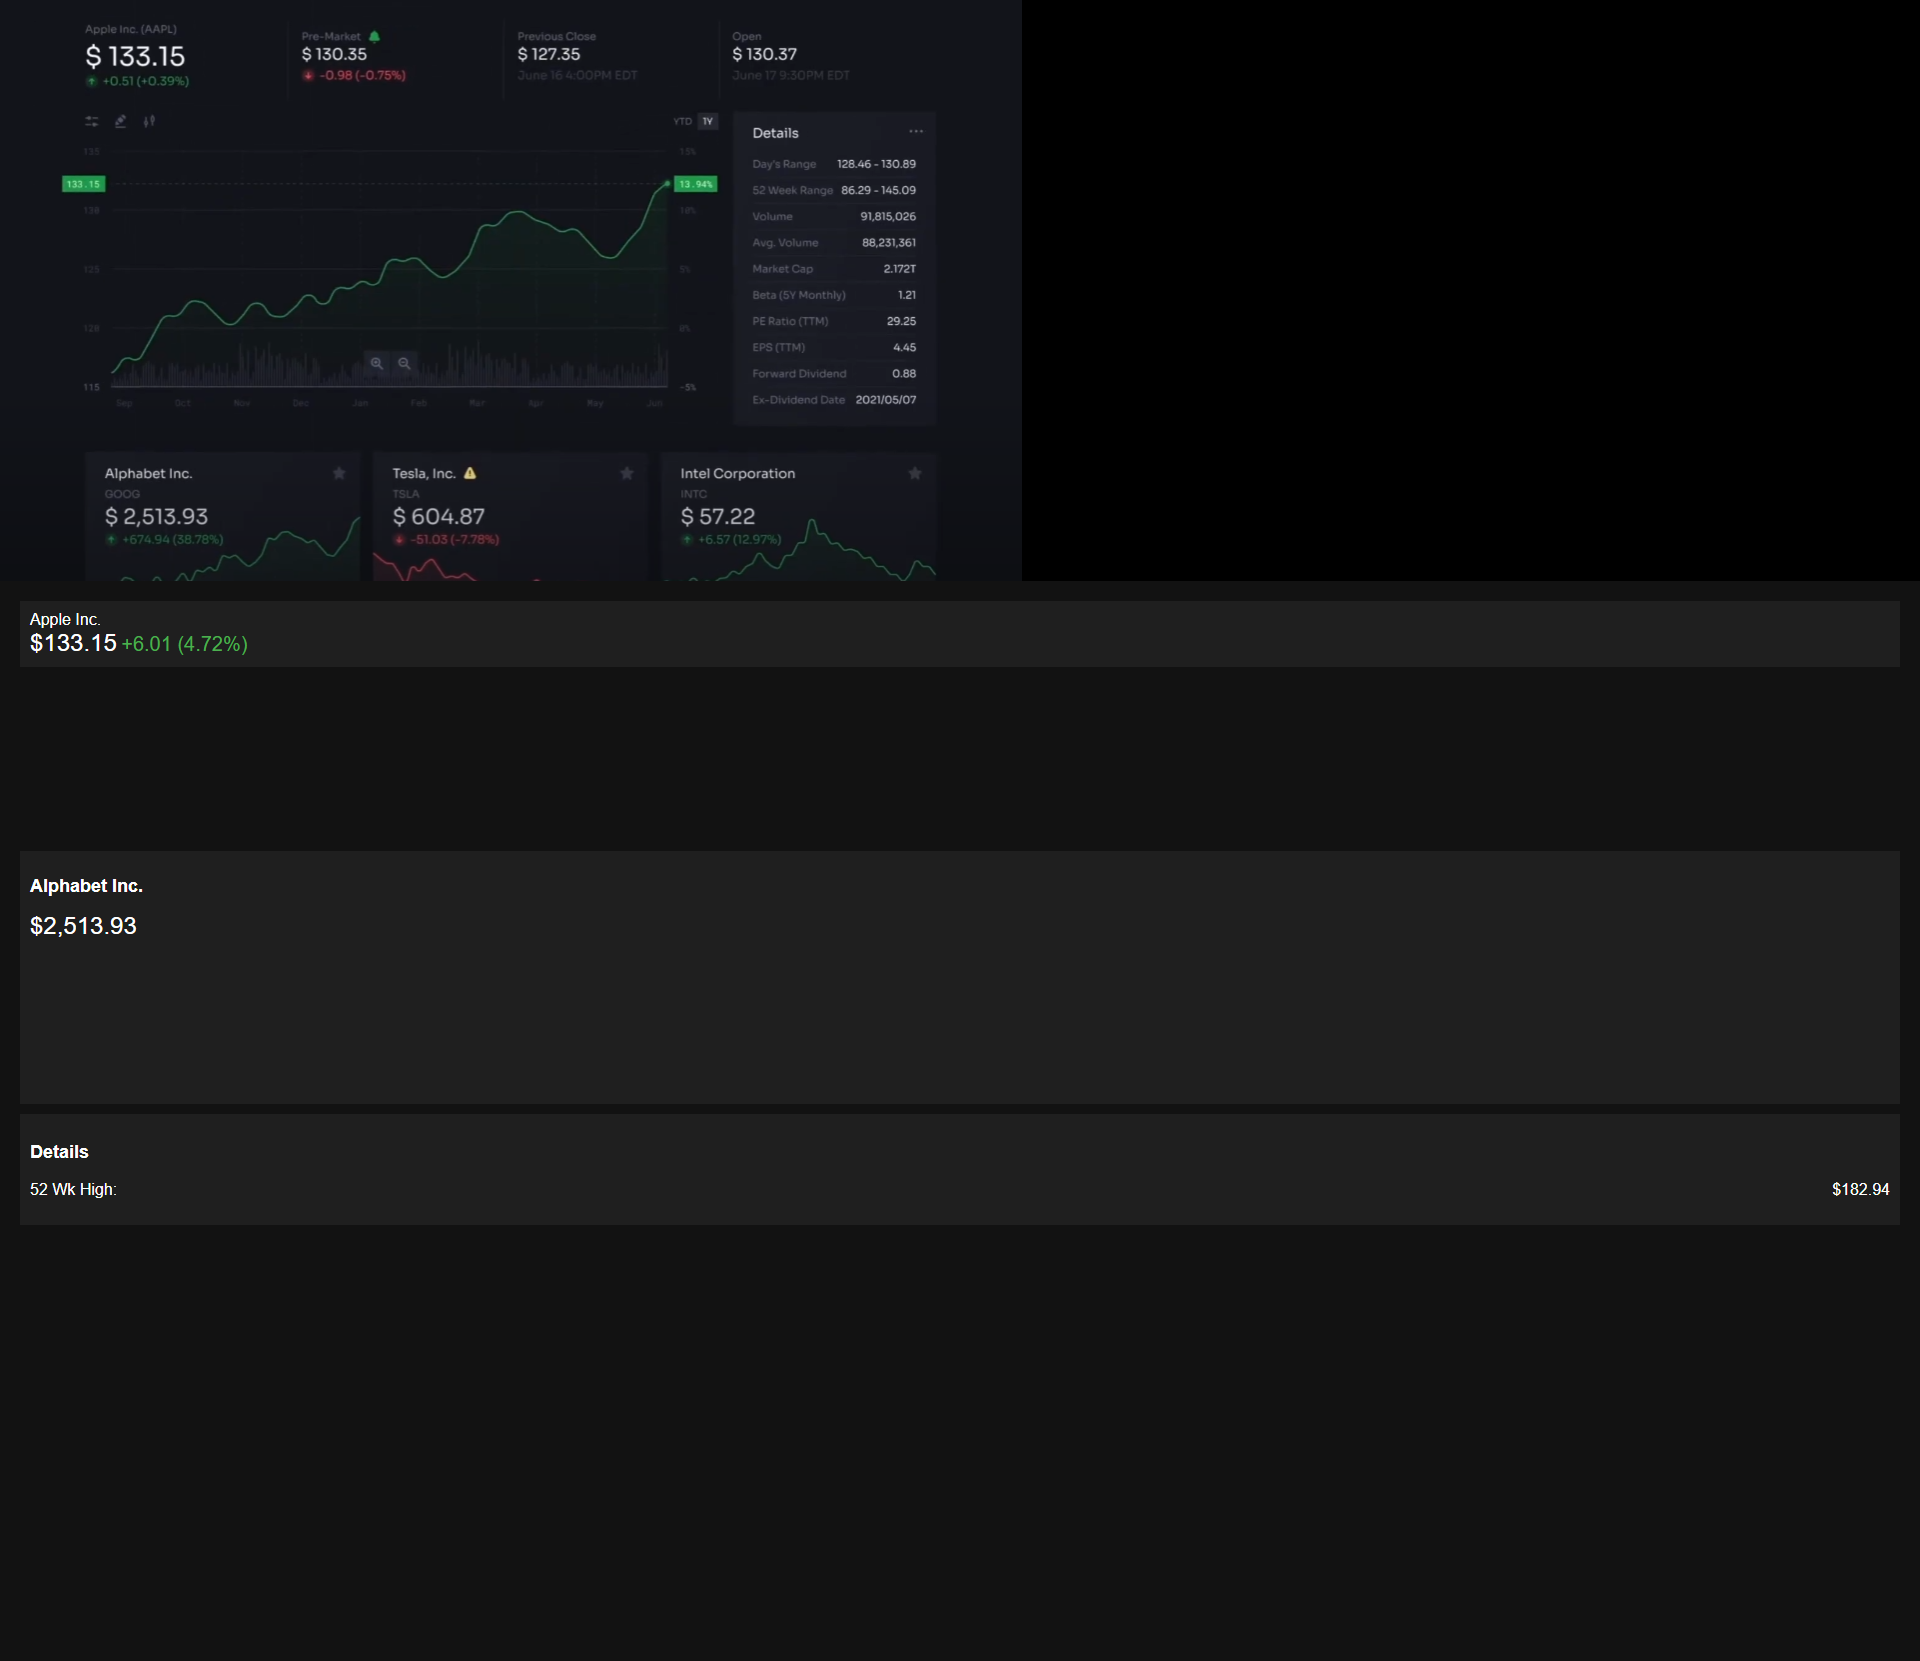 Apple Inc. (AAPL)
$ 133.15
+0.51 (+0.39%)
Pre-Market
$ 130.35
-0.98 (-0.75%)
Previous Close
$ 127.35
June 16 4:00PM EDT
Open
$ 130.37
June 17 9:30PM EDT
YTD 1Y
135
133.15
130
125
120
115
15%
13.94%
10%
5%
0%
-5%
Sep Oct Nov Dec Jan Feb Mar Apr May Jun
Details
Day's Range 128.46 - 130.89
52 Week Range 86.29 - 145.09
Volume 91,815,026
Avg. Volume 88,231,361
Market Cap 2.172T
Beta (5Y Monthly) 1.21
PE Ratio (TTM) 29.25
EPS (TTM) 4.45
Forward Dividend 0.88
Ex-Dividend Date 2021/05/07
Alphabet Inc.
GOOG
$ 2,513.93
+674.94 (38.78%)
Tesla, Inc.
TSLA
$ 604.87
-51.03 (-7.78%)
Intel Corporation
INTC
$ 57.22
+6.57 (12.97%)
Apple Inc.
$133.15 +6.01 (4.72%)
Alphabet Inc.
$2,513.93
Details
52 Wk High: $182.94